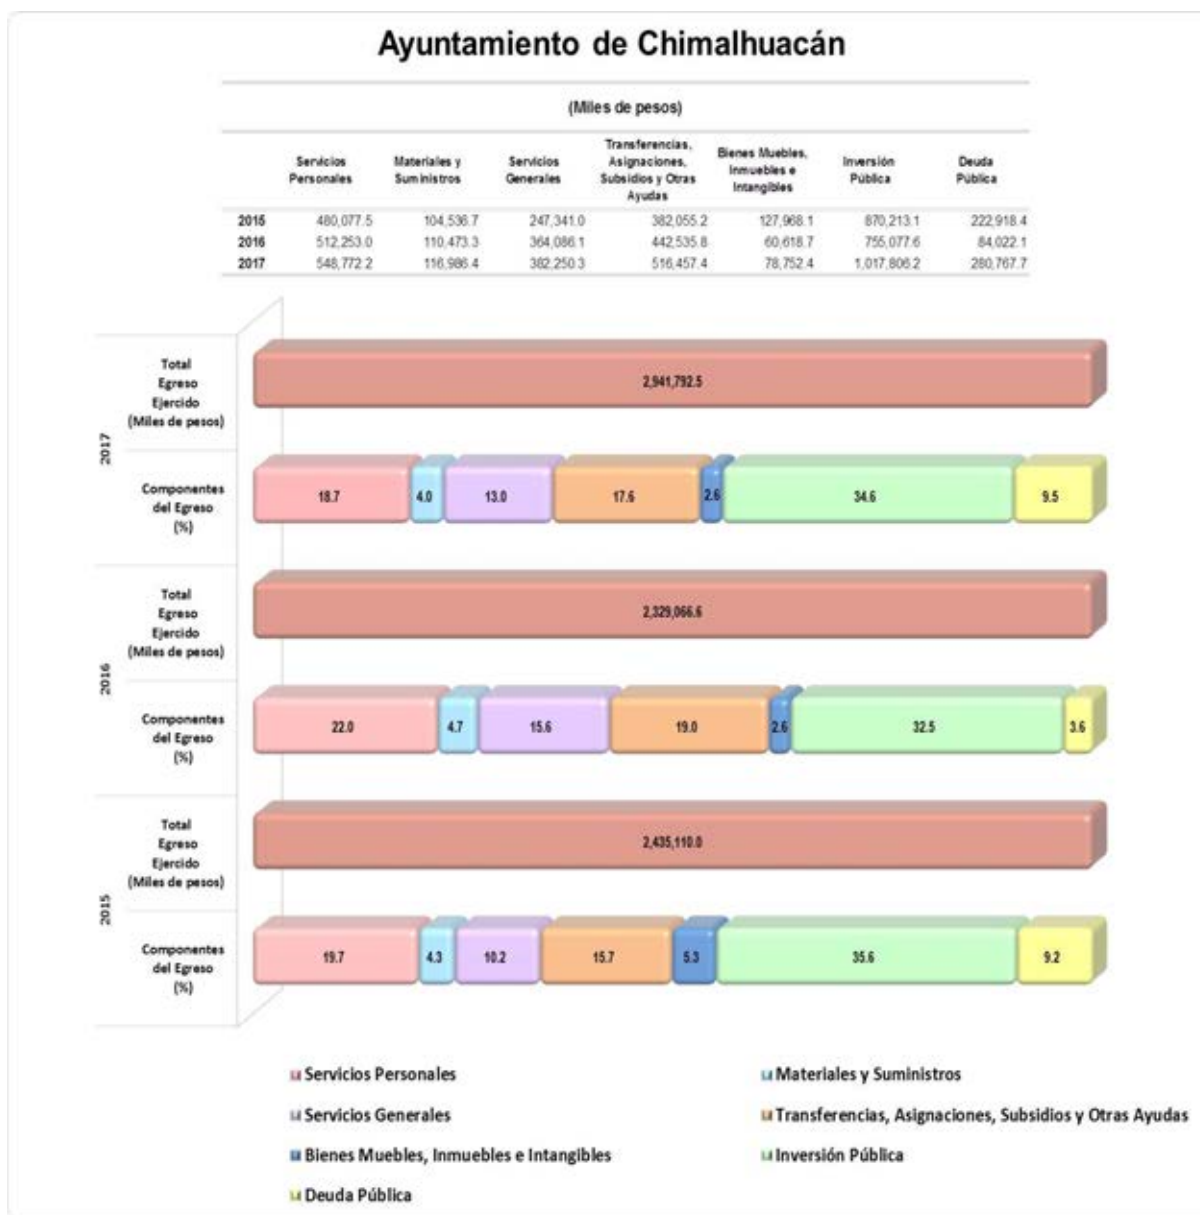 Ayuntamiento de Chimalhuacán
(Miles de pesos)
Servicios Personales
Materiales y Suministros
Servicios Generales
Transferencias, Asignaciones, Subsidios y Otras Ayudas
Bienes Muebles, Inmuebles e Intangibles
Inversión Pública
Deuda Pública
2015 480,077.5 104,536.7 247,341.0 382,055.2 127,968.1 870,213.1 222,918.4
2016 512,253.0 110,473.3 364,086.1 442,535.8 60,618.7 755,077.6 84,022.1
2017 548,772.2 116,986.4 382,250.3 516,457.4 78,752.4 1,017,806.2 280,767.7
2017
Total
Egreso
Ejercido
(Miles de pesos)
2,941,792.5
Componentes
del Egreso
(%)
18.7 4.0 13.0 17.6 2.6 34.6 9.5
2016
Total
Egreso
Ejercido
(Miles de pesos)
2,329,066.6
Componentes
del Egreso
(%)
22.0 4.7 15.6 19.0 2.6 32.5 3.6
2015
Total
Egreso
Ejercido
(Miles de pesos)
2,435,110.0
Componentes
del Egreso
(%)
19.7 4.3 10.2 15.7 5.3 35.6 9.2
Servicios Personales
Materiales y Suministros
Servicios Generales
Transferencias, Asignaciones, Subsidios y Otras Ayudas
Bienes Muebles, Inmuebles e Intangibles
Inversión Pública
Deuda Pública